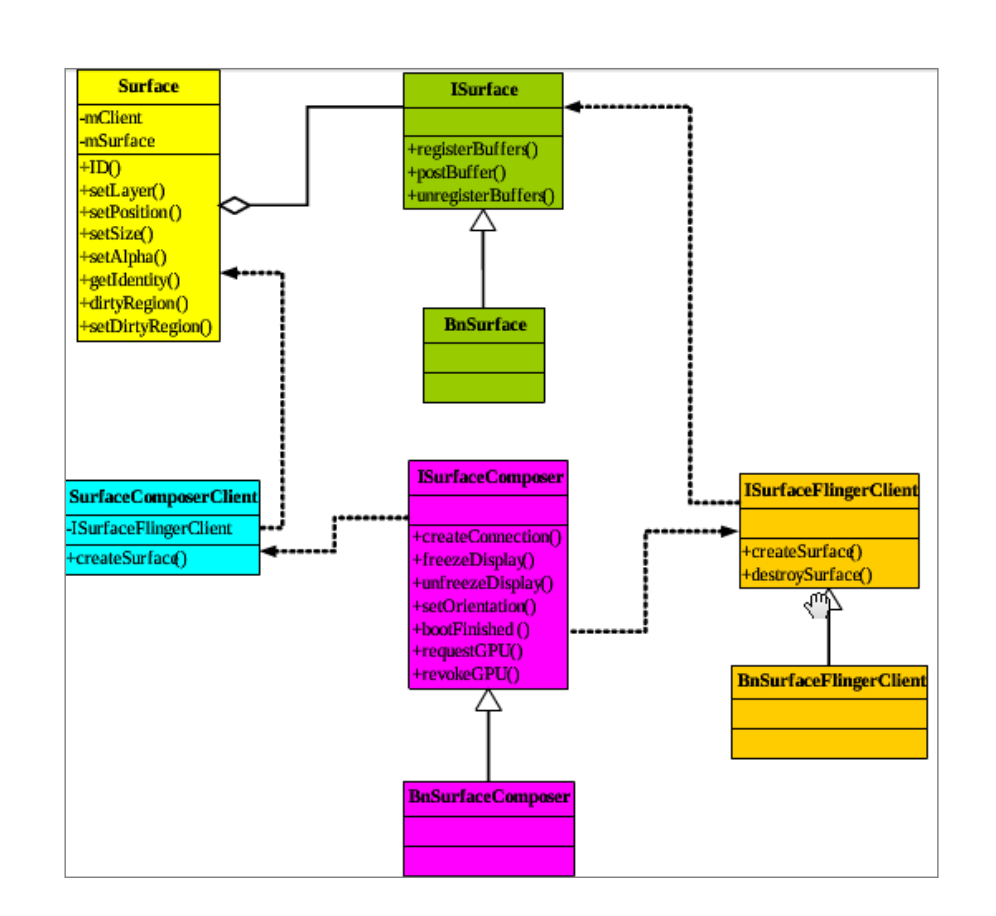 Surface
-mClient
-mSurface
+ID()
+setLayer()
+setPosition()
+setSize()
+setAlpha()
+getIdentity()
+dirtyRegion()
+setDirtyRegion()
ISurface
+registerBuffers()
+postBuffer()
+unregisterBuffers()
BnSurface
SurfaceComposerClient
-ISurfaceFlingerClient
+createSurface()
ISurfaceComposer
+createConnection()
+freezeDisplay()
+unfreezeDisplay()
+setOrientation()
+bootFinished ()
+requestGPU()
+revokeGPU()
BnSurfaceComposer
ISurfaceFlingerClient
+createSurface()
+destroySurface()
BnSurfaceFlingerClient